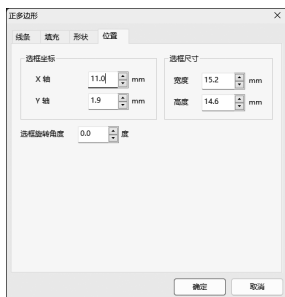 正多边形
线条 填充 形状 位置
选框坐标 选框尺寸
X 轴 11.0 mm 宽度 15.2 mm
Y 轴 1.9 mm 高度 14.6 mm
选框旋转角度 0.0 度
确定 取消